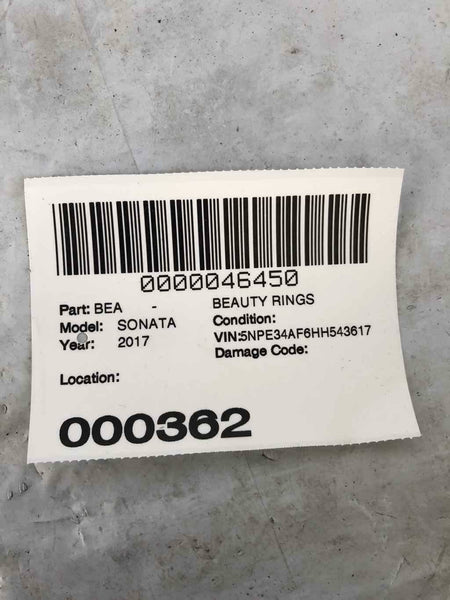 0000046450
Part: BEA - BEAUTY RINGS
Model: SONATA Condition:
Year: 2017 VIN:5NPE34AF6HH543617
Damage Code:
Location:
000362